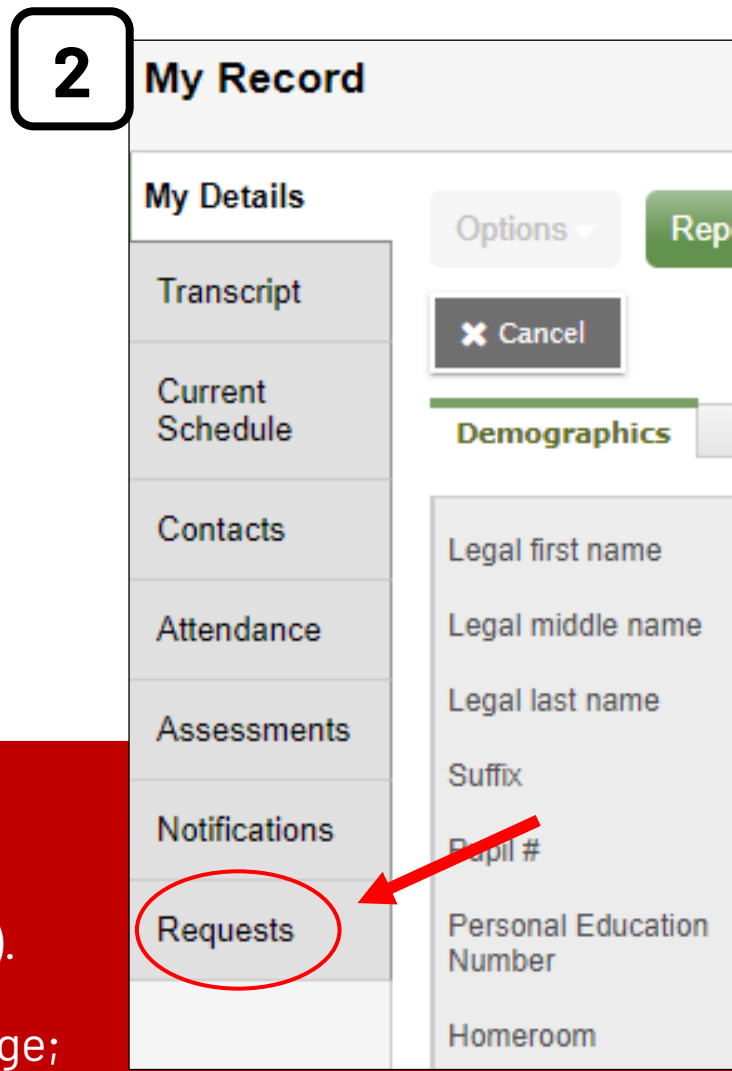 2
My Record
My Details
Transcript
Current
Schedule
Contacts
Attendance
Assessments
Notifications
Requests
Options
✖ Cancel
Demographics
Legal first name
Legal middle name
Legal last name
Suffix
Pupil #
Personal Education
Number
Homeroom
).